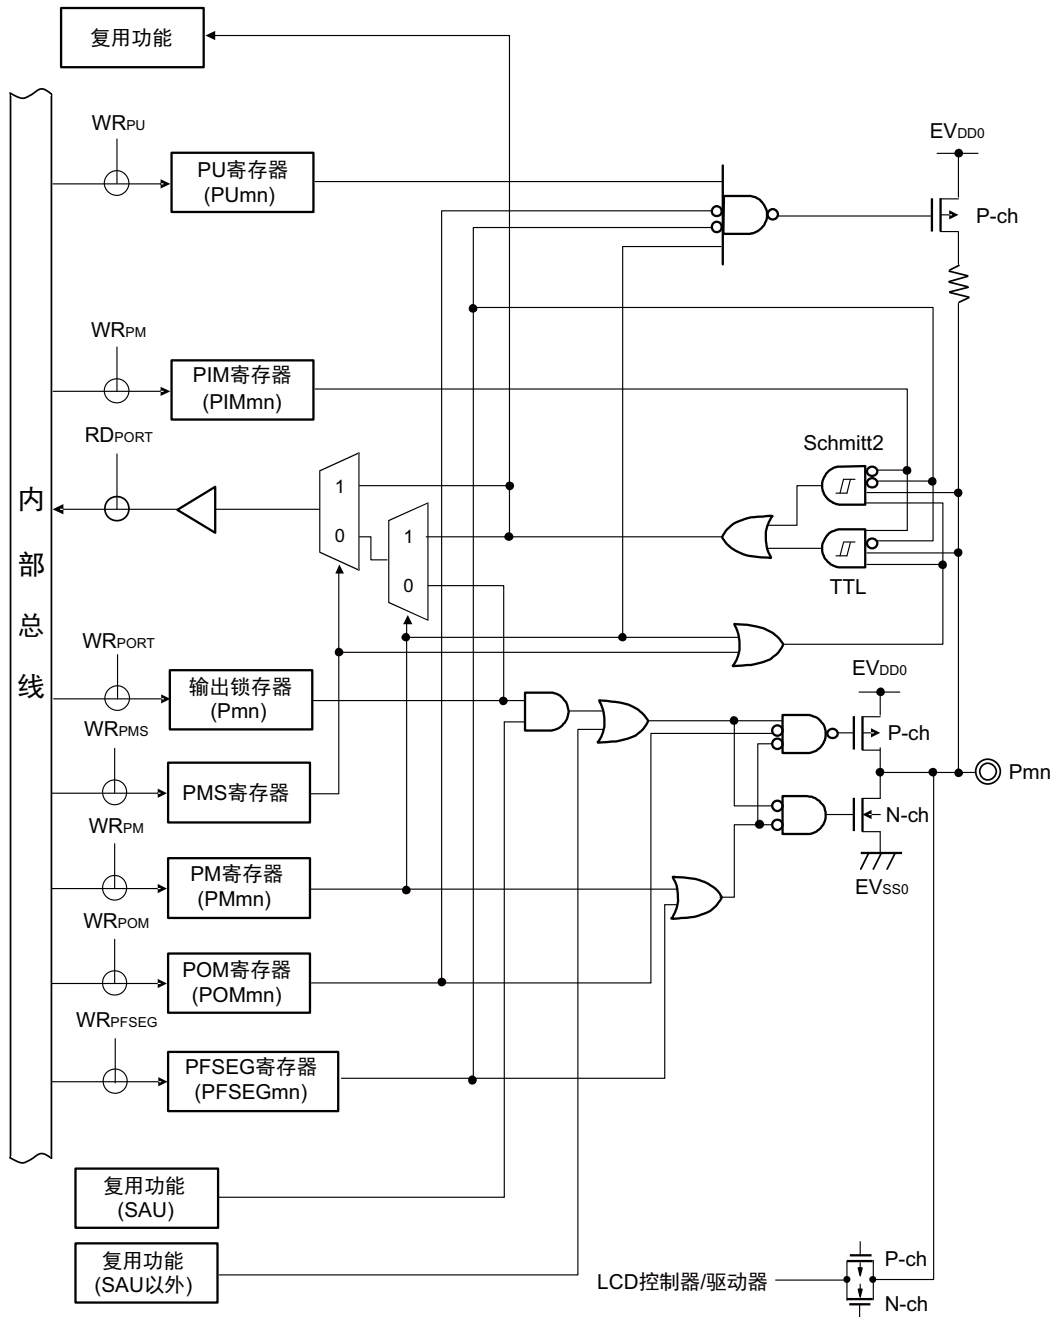 复用功能
WRPU
PU寄存器
(PUmn)
EVDD0
P-ch
WRPM
PIM寄存器
(PIMmn)
RDPORT
Schmitt2
1
0
1
0
TTL
内
部
总
线
WRPORT
输出锁存器
(Pmn)
EVDD0
P-ch
WRPMS
PMS寄存器
Pmn
N-ch
EVSS0
WRPM
PM寄存器
(PMmn)
WRPOM
POM寄存器
(POMmn)
WRPFSEG
PFSEG寄存器
(PFSEGmn)
复用功能
(SAU)
复用功能
(SAU以外)
LCD控制器/驱动器
P-ch
N-ch